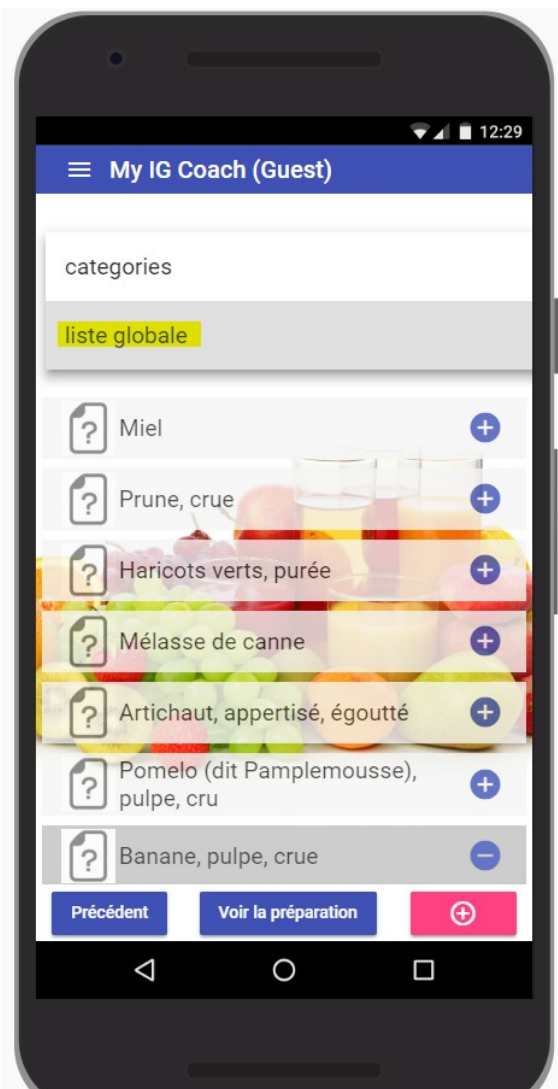 12:29
My IG Coach (Guest)
categories
liste globale
? Miel
? Prune, crue
? Haricots verts, purée
? Mélasse de canne
? Artichaut, appertisé, égoutté
? Pomelo (dit Pamplemousse),
pulpe, cru
? Banane, pulpe, crue
Précédent Voir la préparation